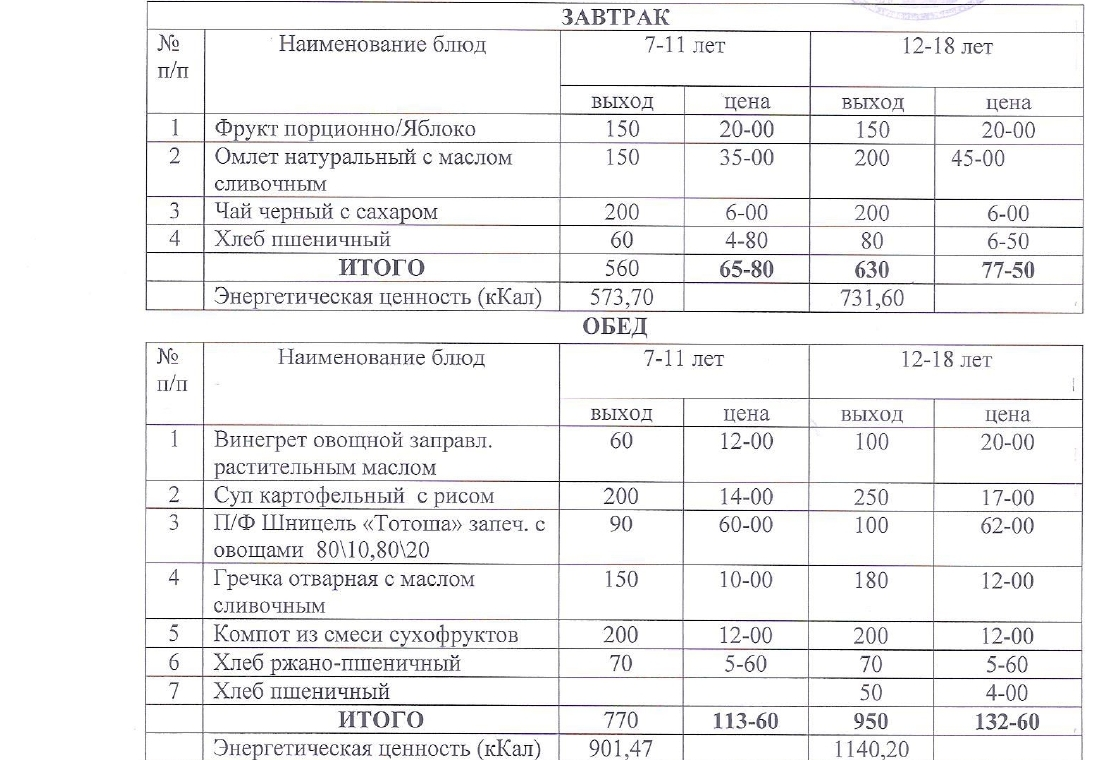 ЗАВТРАК
№ Наименование блюд 7-11 лет 12-18 лет
п/п
выход цена выход цена
1 Фрукт порционно/Яблоко 150 20-00 150 20-00
2 Омлет натуральный с маслом 150 35-00 200 45-00
сливочным
3 Чай черный с сахаром 200 6-00 200 6-00
4 Хлеб пшеничный 60 4-80 80 6-50
ИТОГО 560 65-80 630 77-50
Энергетическая ценность (кКал) 573,70 731,60
ОБЕД
№ Наименование блюд 7-11 лет 12-18 лет
п/п
выход цена выход цена
1 Винегрет овощной заправл. 60 12-00 100 20-00
растительным маслом
2 Суп картофельный с рисом 200 14-00 250 17-00
3 П/Ф Шницель «Тотоша» запеч. с 90 60-00 100 62-00
овощами 80\10,80\20
4 Гречка отварная с маслом 150 10-00 180 12-00
сливочным
5 Компот из смеси сухофруктов 200 12-00 200 12-00
6 Хлеб ржано-пшеничный 70 5-60 70 5-60
7 Хлеб пшеничный 50 4-00
ИТОГО 770 113-60 950 132-60
Энергетическая ценность (кКал) 901,47 1140,20